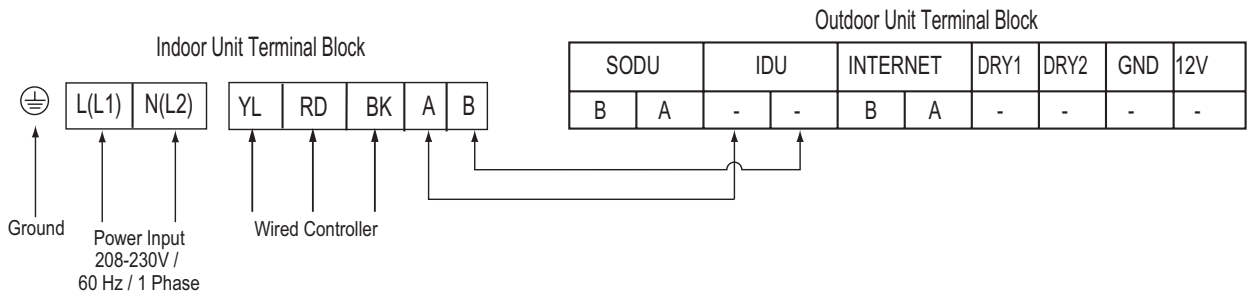 Outdoor Unit Terminal Block
Indoor Unit Terminal Block
SODU IDU INTERNET DRY1 DRY2 GND 12V
B A - - B A - - - -
L(L1) N(L2) YL RD BK A B
Ground
Power Input
208-230V /
60 Hz / 1 Phase
Wired Controller